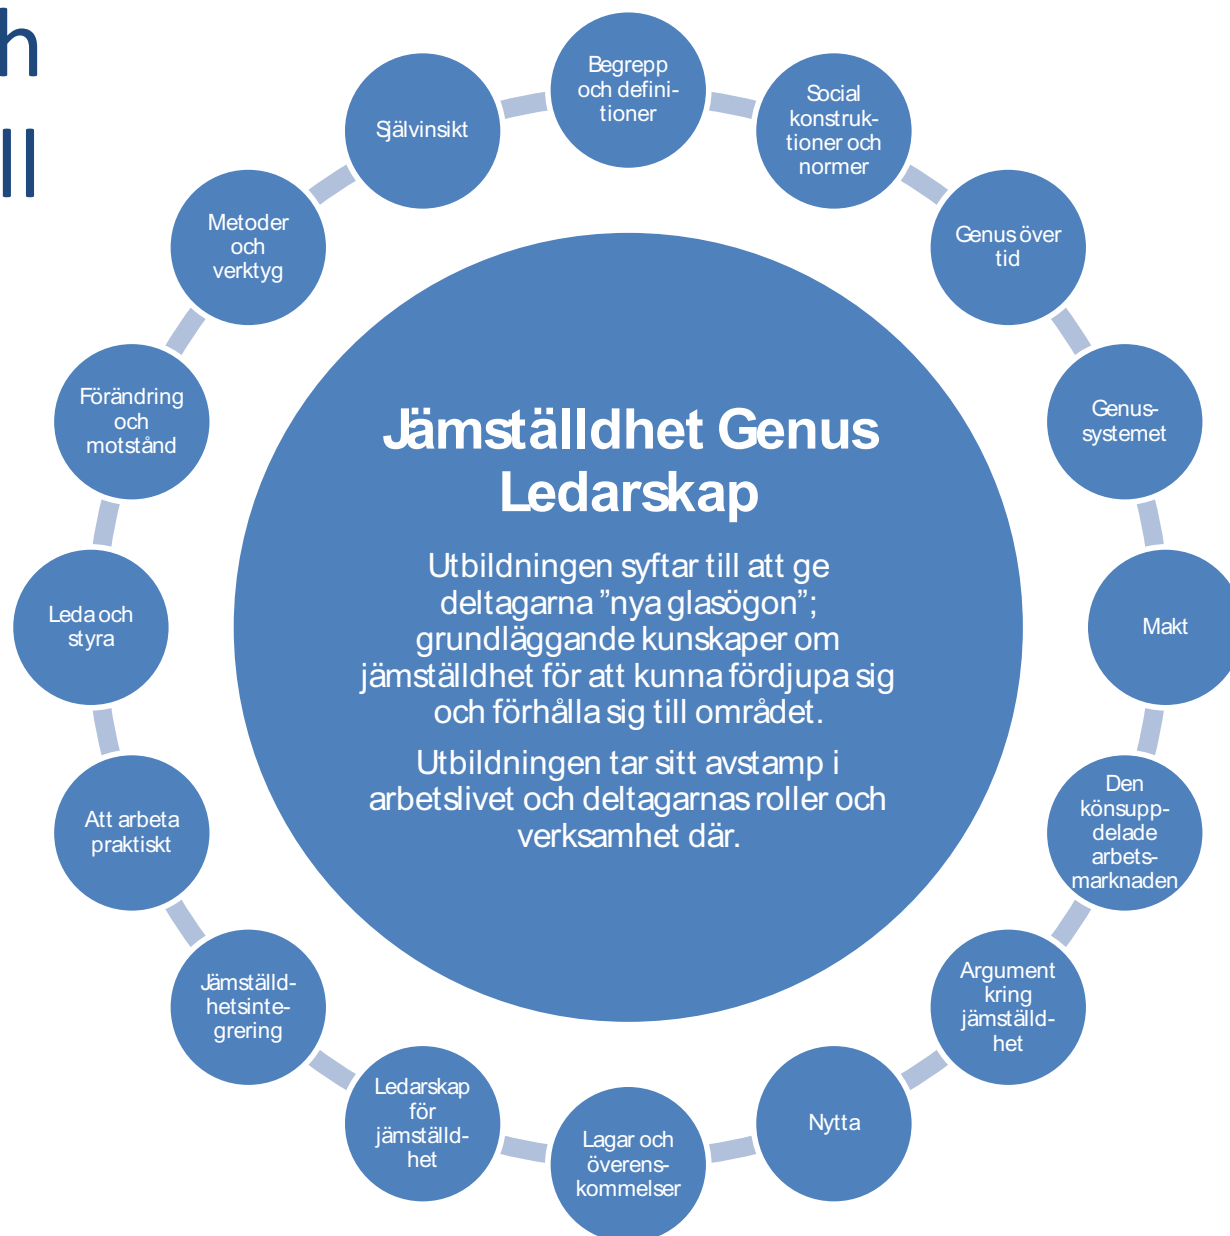 h
ll
Begrepp
och defini-
tioner
Social
konstruk-
tioner och
normer
Genus över
tid
Genus-
systemet
Makt
Den
könsupp-
delade
arbets-
marknaden
Argument
kring
jämställd-
het
Nytta
Lagar och
överens-
kommelser
Ledarskap
för
jämställd-
het
Jämställd-
hetsinte-
grering
Att arbeta
praktiskt
Leda och
styra
Förändring
och
motstånd
Metoder
och
verktyg
Självinsikt
Jämställdhet Genus
Ledarskap
Utbildningen syftar till att ge
deltagarna ”nya glasögon”;
grundläggande kunskaper om
jämställdhet för att kunna fördjupa sig
och förhålla sig till området.
Utbildningen tar sitt avstamp i
arbetslivet och deltagarnas roller och
verksamhet där.